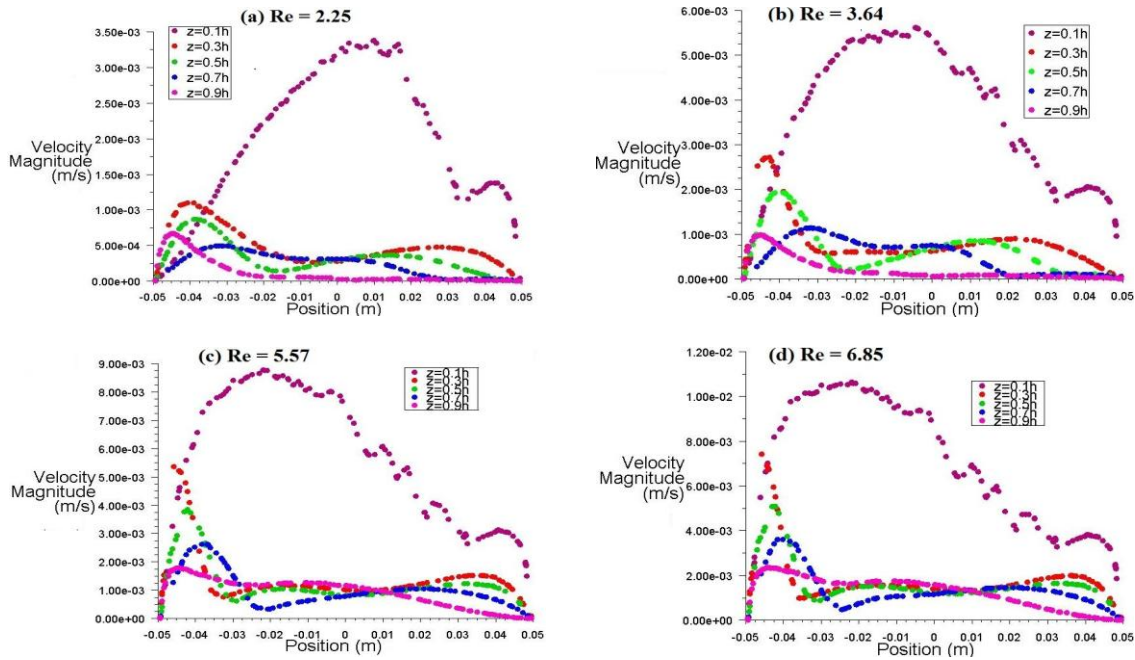 (a) Re = 2.25
3.50e-03
3.00e-03
2.50e-03
2.00e-03
1.50e-03
1.00e-03
5.00e-04
0.00e+00
Velocity
Magnitude
(m/s)
z=0.1h
z=0.3h
z=0.5h
z=0.7h
z=0.9h
-0.05 -0.04 -0.03 -0.02 -0.01 0 0.01 0.02 0.03 0.04 0.05
Position (m)
(b) Re = 3.64
6.00e-03
5.00e-03
4.00e-03
3.00e-03
2.00e-03
1.00e-03
0.00e+00
Velocity
Magnitude
(m/s)
z=0.1h
z=0.3h
z=0.5h
z=0.7h
z=0.9h
-0.05 -0.04 -0.03 -0.02 -0.01 0 0.01 0.02 0.03 0.04 0.05
Position (m)
(c) Re = 5.57
9.00e-03
8.00e-03
7.00e-03
6.00e-03
5.00e-03
4.00e-03
3.00e-03
2.00e-03
1.00e-03
0.00e+00
Velocity
Magnitude
(m/s)
z=0.1h
z=0.3h
z=0.5h
z=0.7h
z=0.9h
-0.05 -0.04 -0.03 -0.02 -0.01 0 0.01 0.02 0.03 0.04 0.05
Position (m)
(d) Re = 6.85
1.20e-02
1.00e-02
8.00e-03
6.00e-03
4.00e-03
2.00e-03
0.00e+00
Velocity
Magnitude
(m/s)
z=0.1h
z=0.3h
z=0.5h
z=0.7h
z=0.9h
-0.05 -0.04 -0.03 -0.02 -0.01 0 0.01 0.02 0.03 0.04 0.05
Position (m)